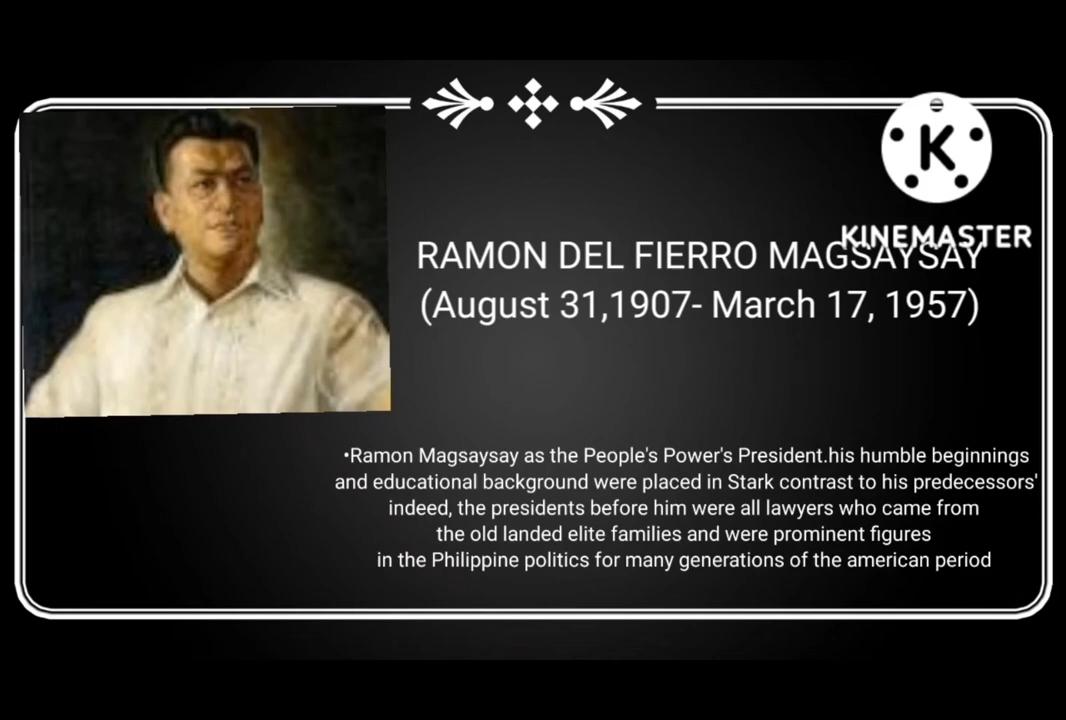 K
KINEMASTER
RAMON DEL FIERRO MAGSAYSAY
(August 31,1907- March 17, 1957)
•Ramon Magsaysay as the People's Power's President.his humble beginnings
and educational background were placed in Stark contrast to his predecessors'
indeed, the presidents before him were all lawyers who came from
the old landed elite families and were prominent figures
in the Philippine politics for many generations of the american period